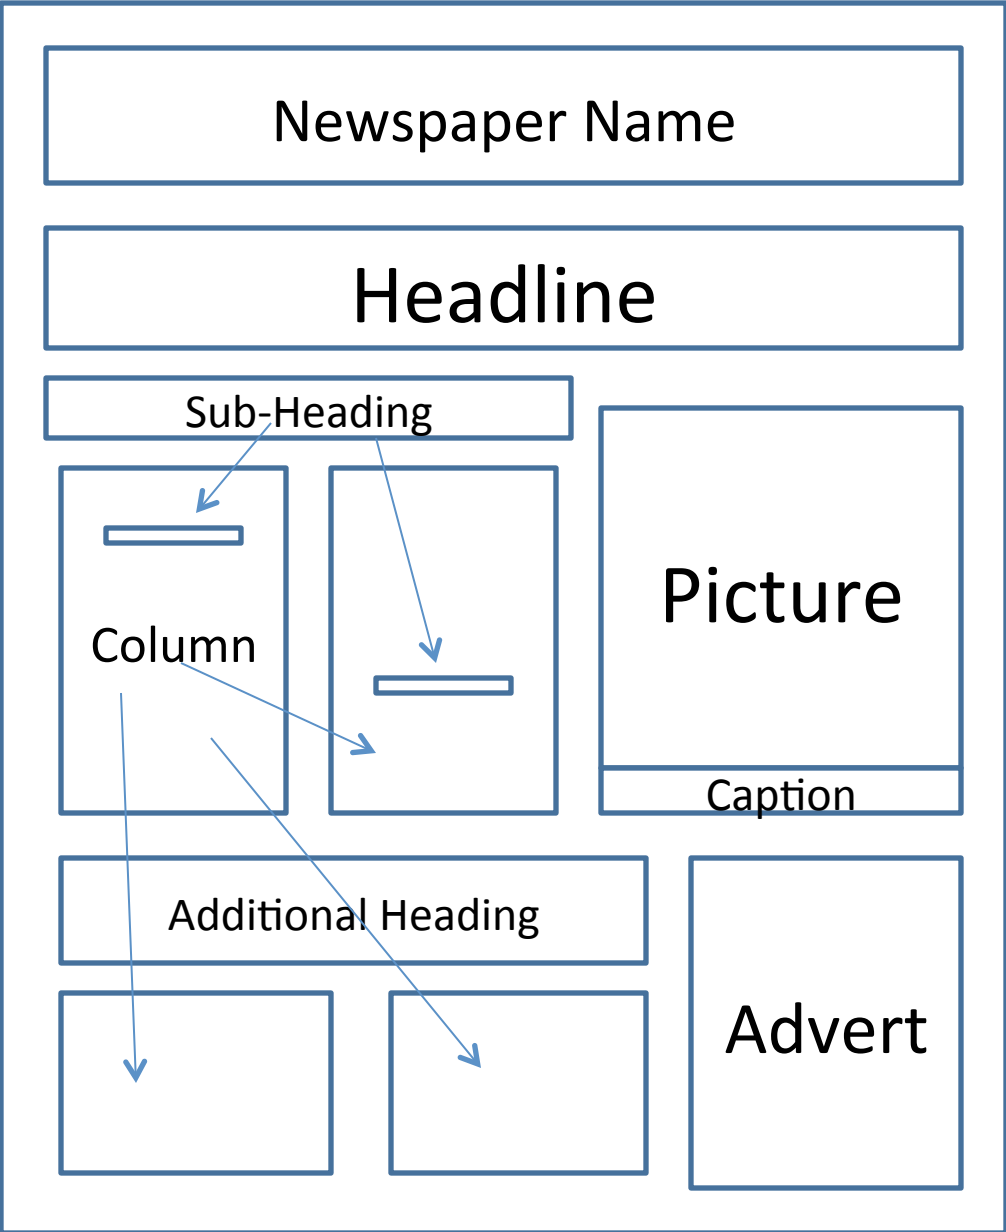 Newspaper Name
Headline
Sub-Heading
Column
Picture
Caption
Additional Heading
Advert